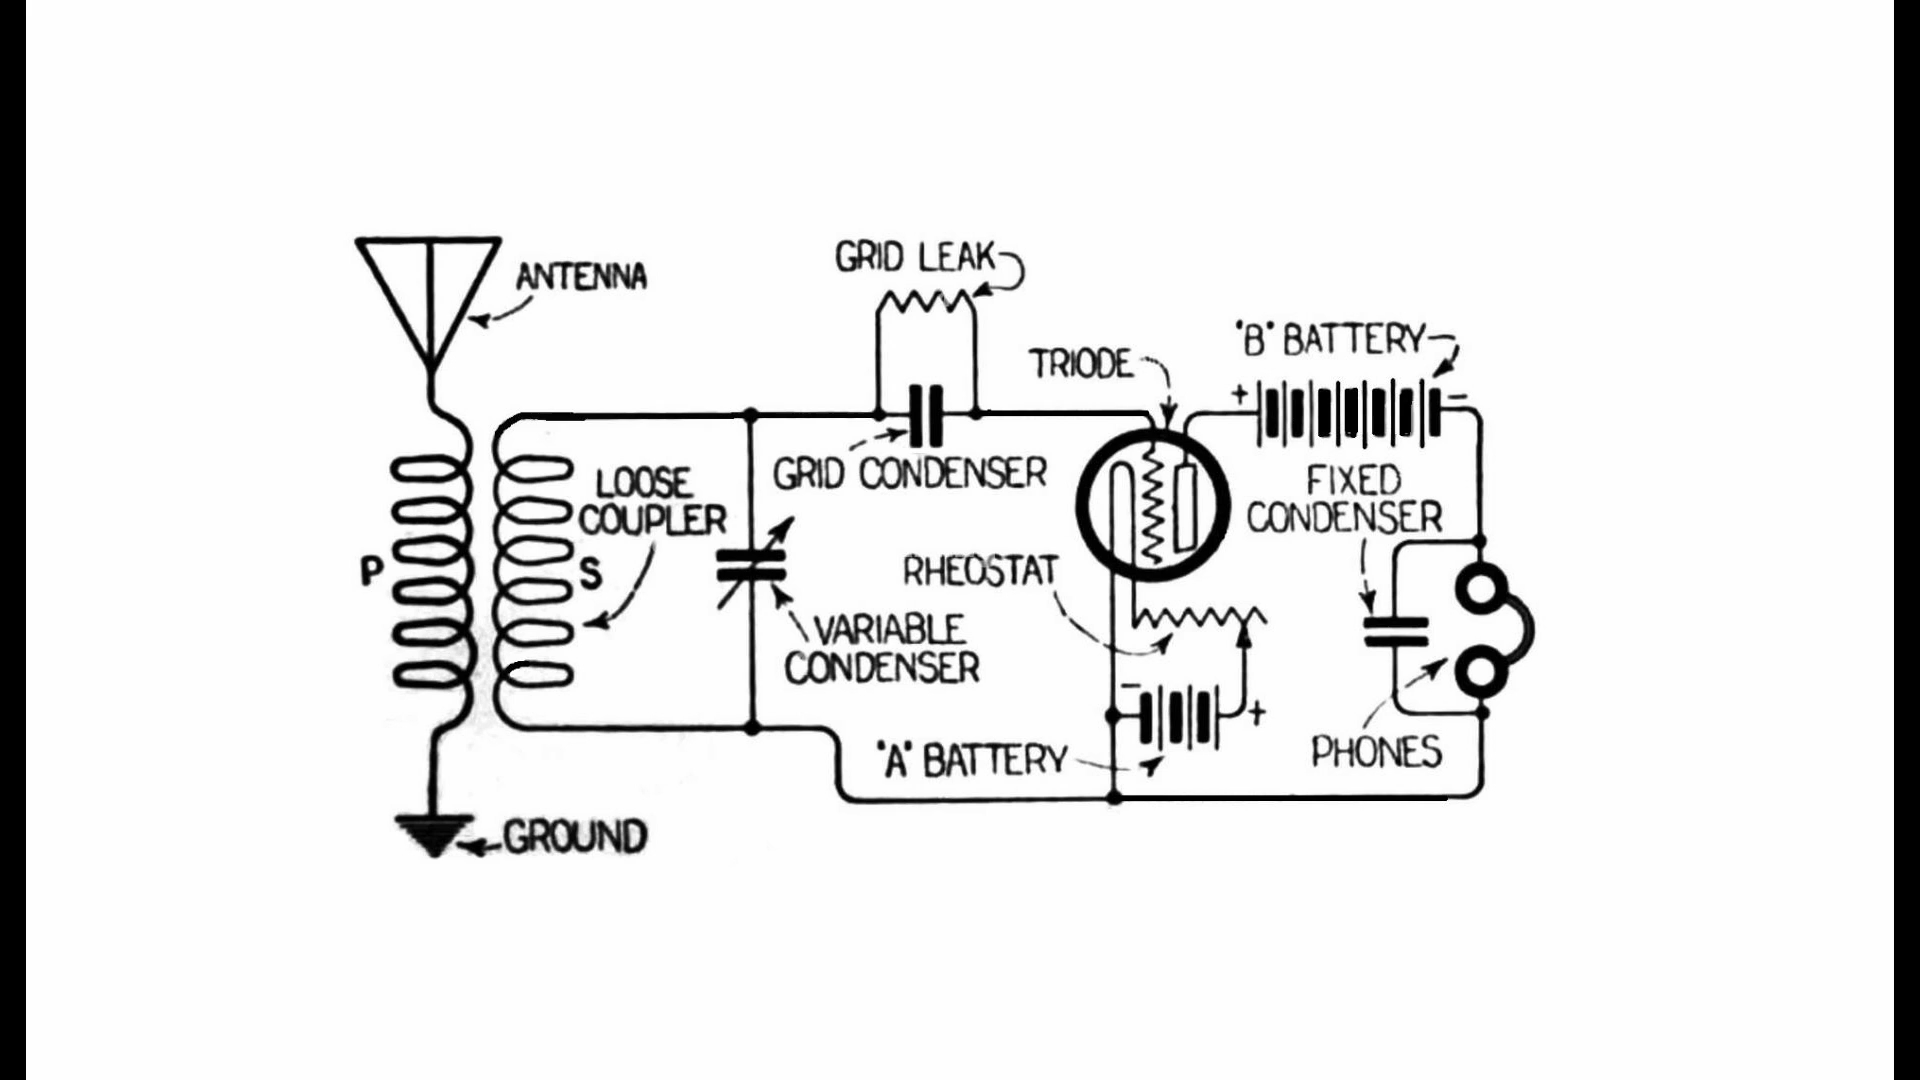 GRID LEAK
ANTENNA
'B' BATTERY
TRIODE
+
−
GRID CONDENSER
LOOSE
COUPLER
FIXED
CONDENSER
P
S
RHEOSTAT
VARIABLE
CONDENSER
−
+
'A' BATTERY
PHONES
GROUND